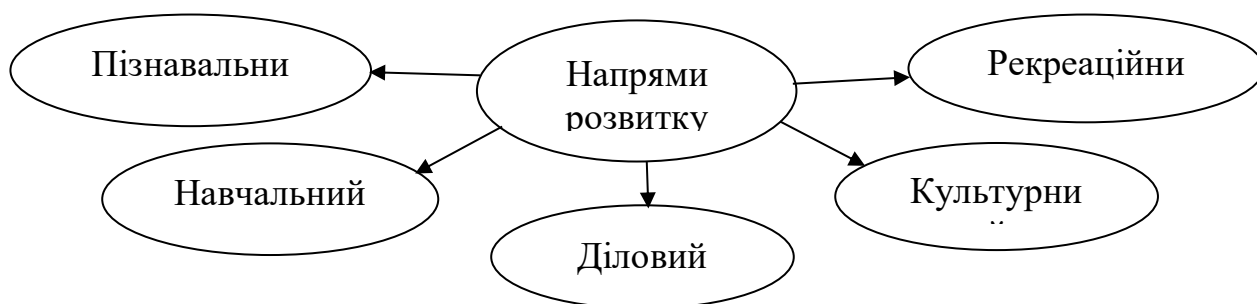 Пізнавальни
Напрями
розвитку
Рекреаційни
Навчальний
Культурни
й
Діловий